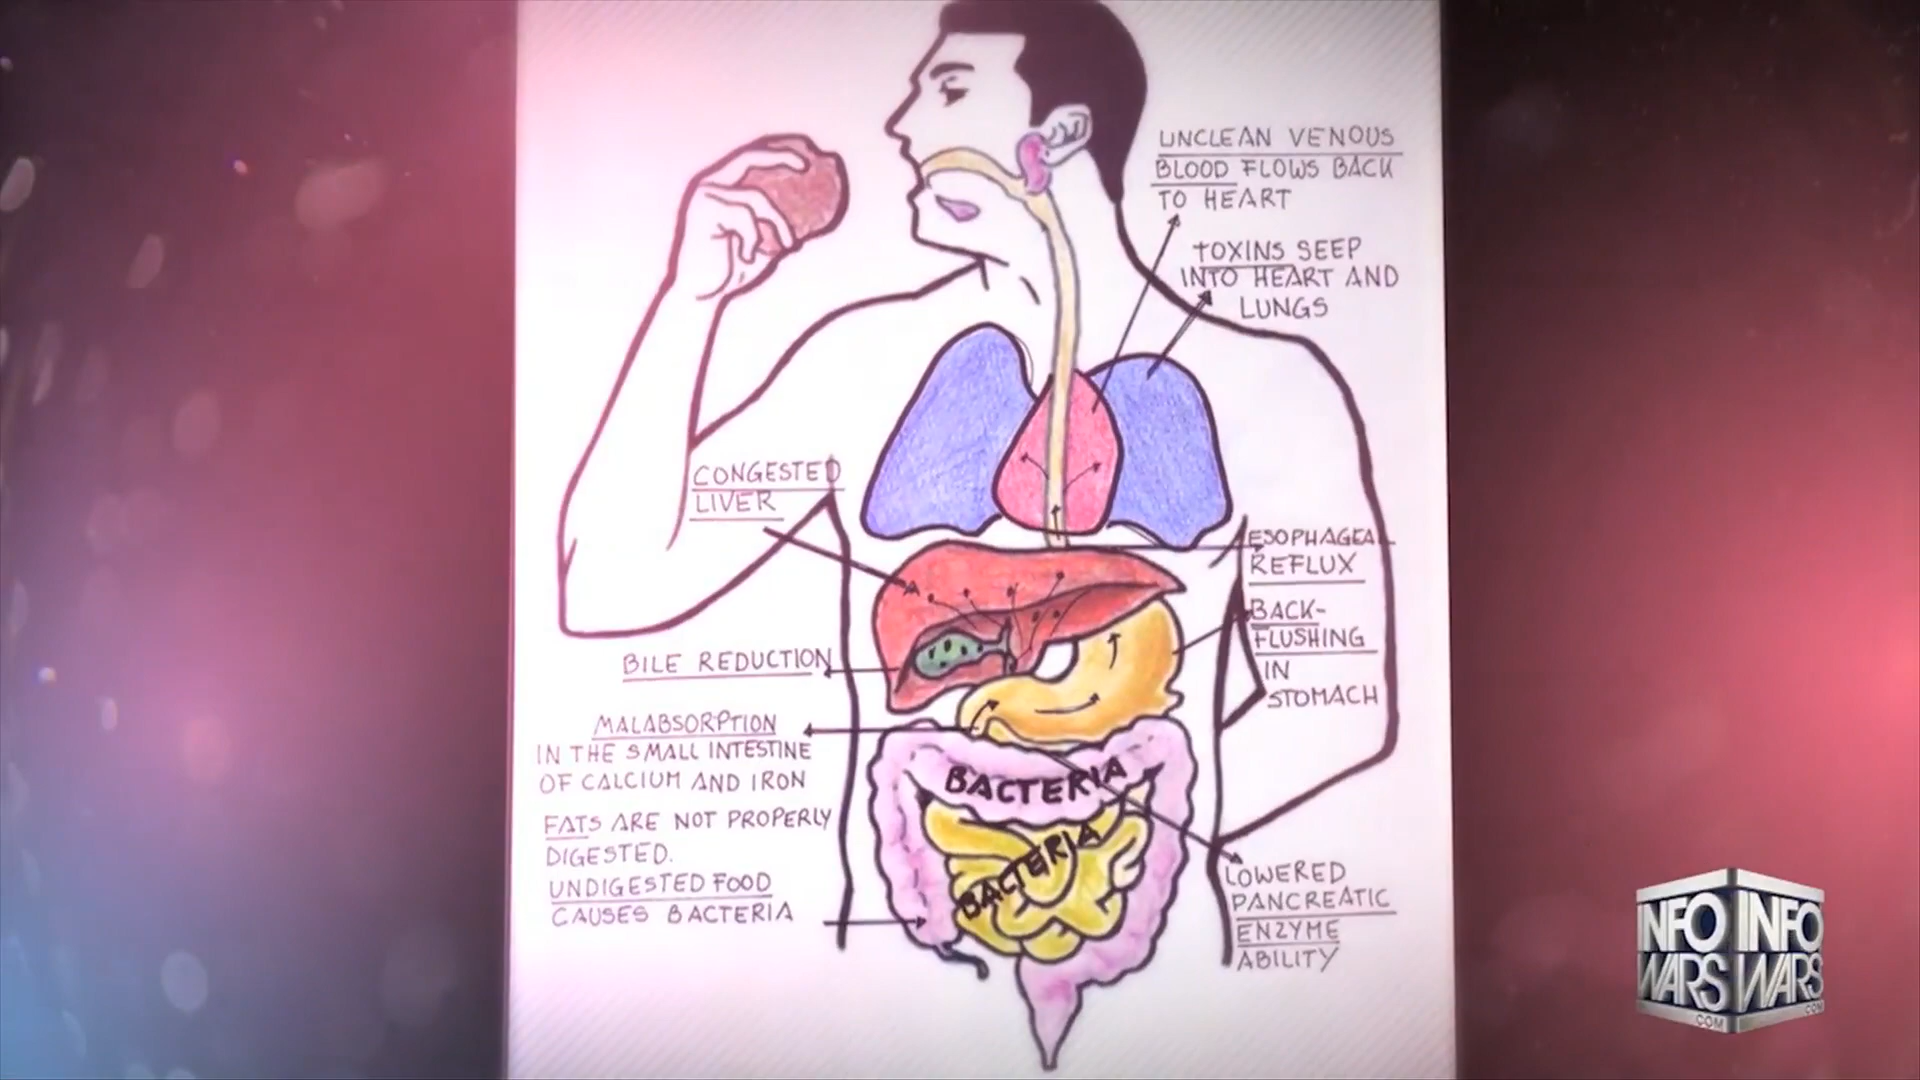 UNCLEAN VENOUS
BLOOD FLOWS BACK
TO HEART
TOXINS SEEP
INTO HEART AND
LUNGS
CONGESTED
LIVER
ESOPHAGEAL
REFLUX
BACK-
FLUSHING
IN
STOMACH
BILE REDUCTION
MALABSORPTION
IN THE SMALL INTESTINE
OF CALCIUM AND IRON
FATS ARE NOT PROPERLY
DIGESTED.
UNDIGESTED FOOD
CAUSES BACTERIA
BACTERIA
BACTERIA
LOWERED
PANCREATIC
ENZYME
ABILITY
INFO
WARS
.COM
INFO
WARS
.COM